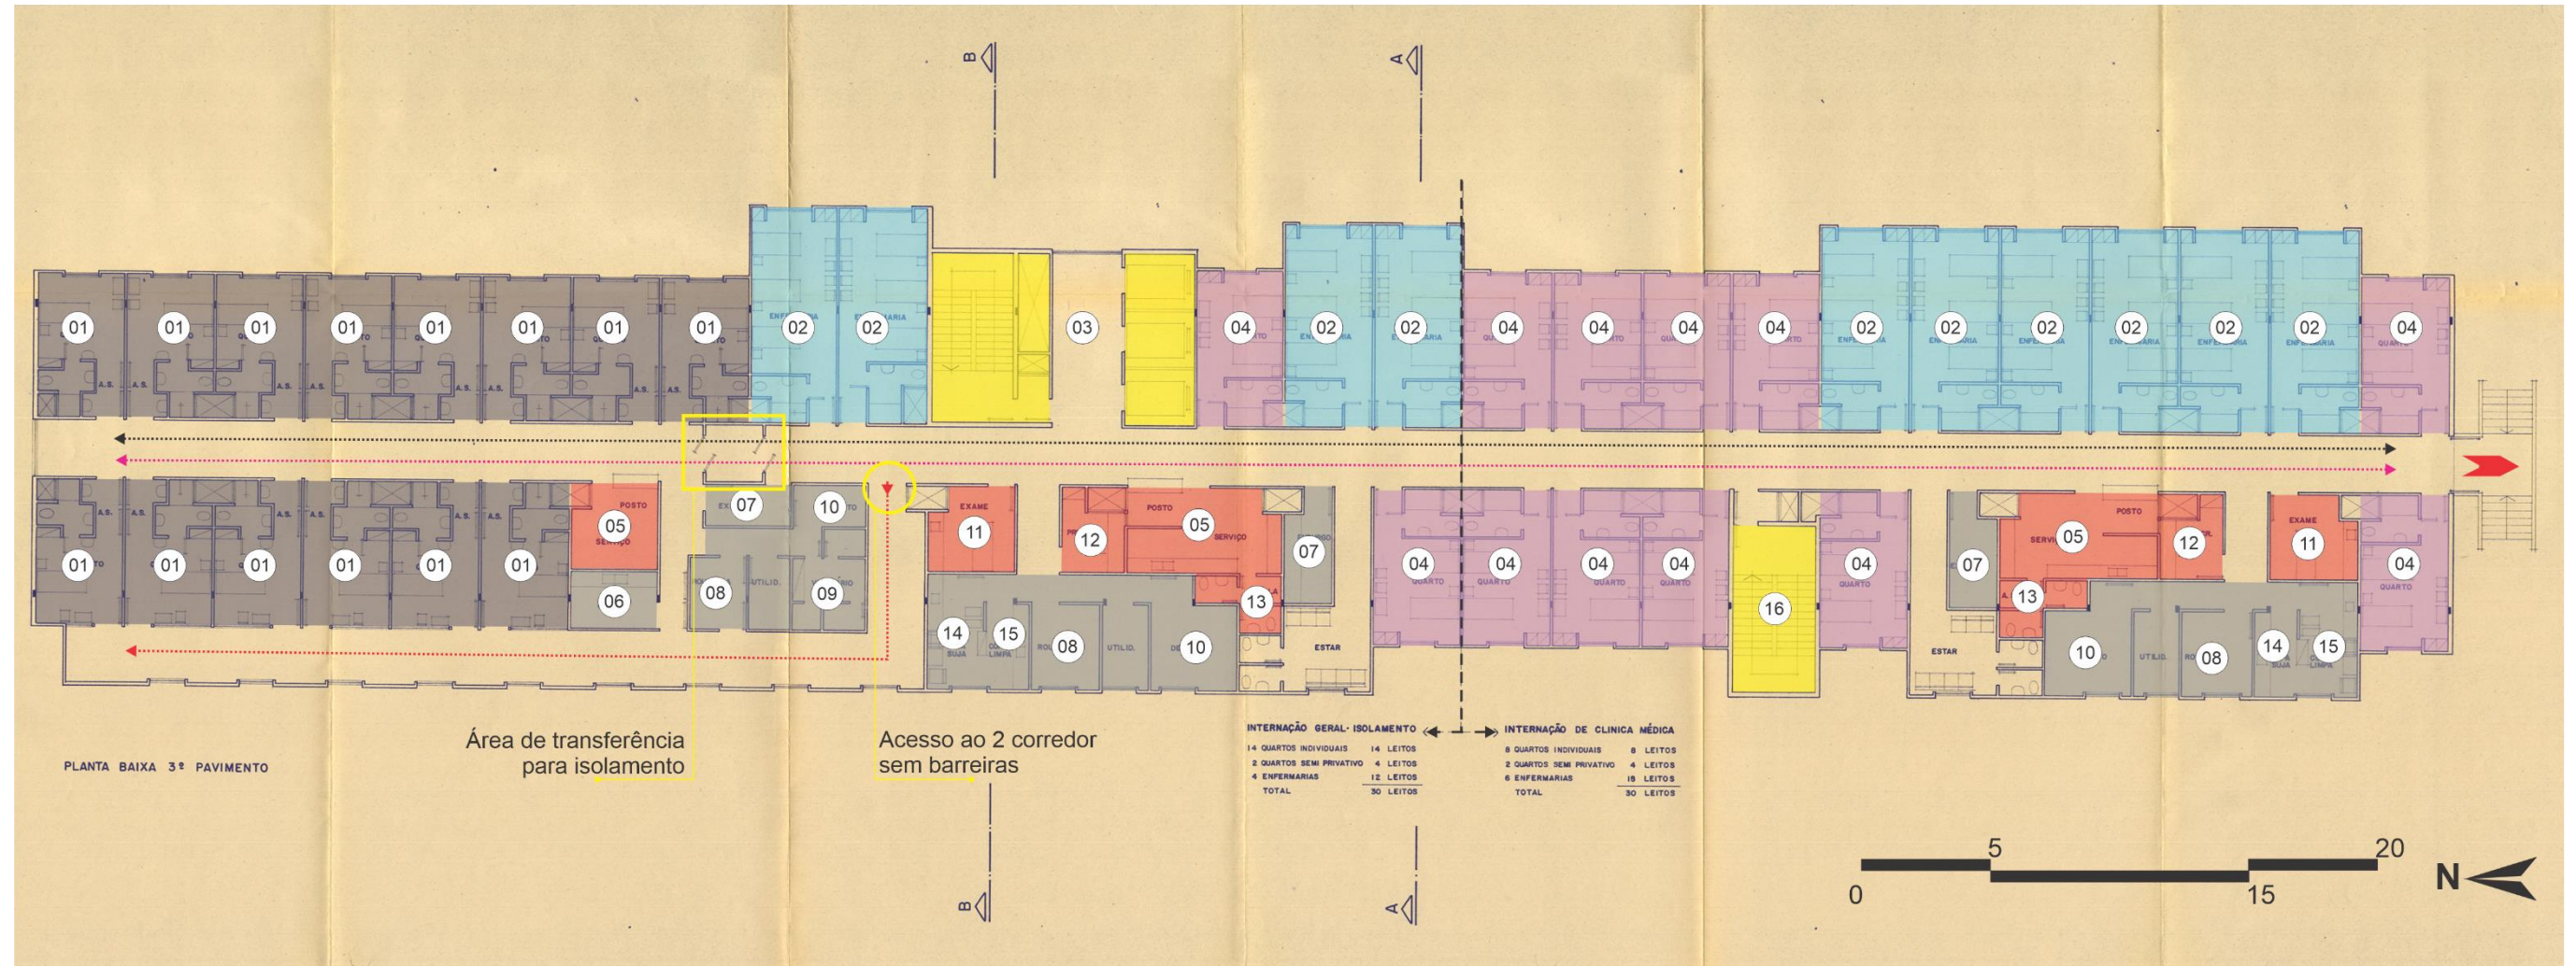 B
A
01 01 01 01 01 01 01 01 02 02 03 04 02 02 04 04 04 04 02 02 02 02 02 02 04
A.S. A.S. A.S. A.S. A.S. A.S. A.S. A.S.
A.S. A.S. A.S. A.S. A.S.
POSTO
05
06
07
10
08
UTILID.
09
EXAME
11
12
POSTO
05
SERVIÇO
07
13
14
SUJA
15
LIMPA
08
UTILID.
10
ESTAR
01 01 01 01 01 01
04 04 04 04
QUARTO
16
04
QUARTO
07
POSTO
05
12
EXAME
11
13
ESTAR
10
UTILID.
08
14
SUJA
15
LIMPA
04
QUARTO
Área de transferência
para isolamento
Acesso ao 2 corredor
sem barreiras
PLANTA BAIXA 3º PAVIMENTO
INTERNAÇÃO GERAL-ISOLAMENTO
14 QUARTOS INDIVIDUAIS 14 LEITOS
2 QUARTOS SEMI PRIVATIVO 4 LEITOS
4 ENFERMARIAS 12 LEITOS
TOTAL 30 LEITOS
INTERNAÇÃO DE CLINICA MÉDICA
8 QUARTOS INDIVIDUAIS 8 LEITOS
2 QUARTOS SEMI PRIVATIVO 4 LEITOS
6 ENFERMARIAS 18 LEITOS
TOTAL 30 LEITOS
B
A
0 5 15 20
N